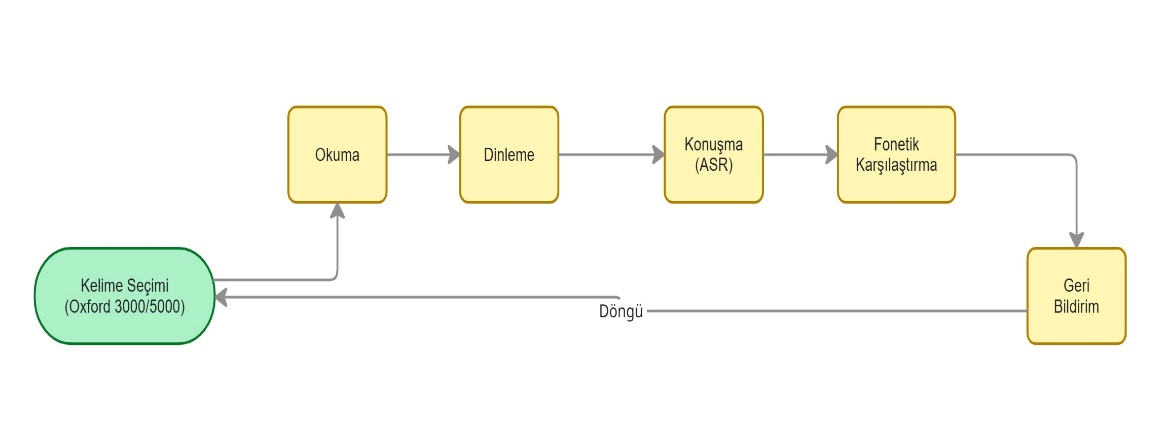 Okuma
Dinleme
Konuşma
(ASR)
Fonetik
Karşılaştırma
Kelime Seçimi
(Oxford 3000/5000)
Döngü
Geri
Bildirim